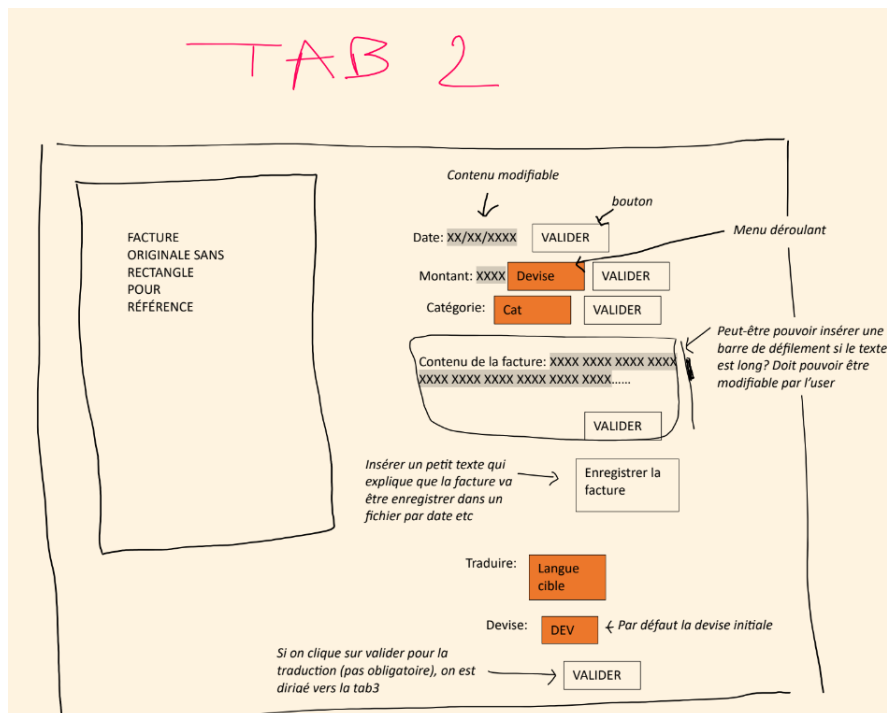 TAB 2
Contenu modifiable
bouton
FACTURE
ORIGINALE SANS
RECTANGLE
POUR
RÉFÉRENCE
Date: XX/XX/XXXX VALIDER
Menu déroulant
Montant: XXXX Devise VALIDER
Catégorie: Cat VALIDER
Peut-être pouvoir insérer une
barre de défilement si le texte
est long? Doit pouvoir être
modifiable par l'user
Contenu de la facture: XXXX XXXX XXXX XXXX
XXXX XXXX XXXX XXXX XXXX XXXX......
VALIDER
Insérer un petit texte qui
explique que la facture va
être enregistrer dans un
fichier par date etc
Enregistrer la
facture
Traduire: Langue
cible
Devise: DEV Par défaut la devise initiale
Si on clique sur valider pour la
traduction (pas obligatoire), on est
dirigé vers la tab3
VALIDER